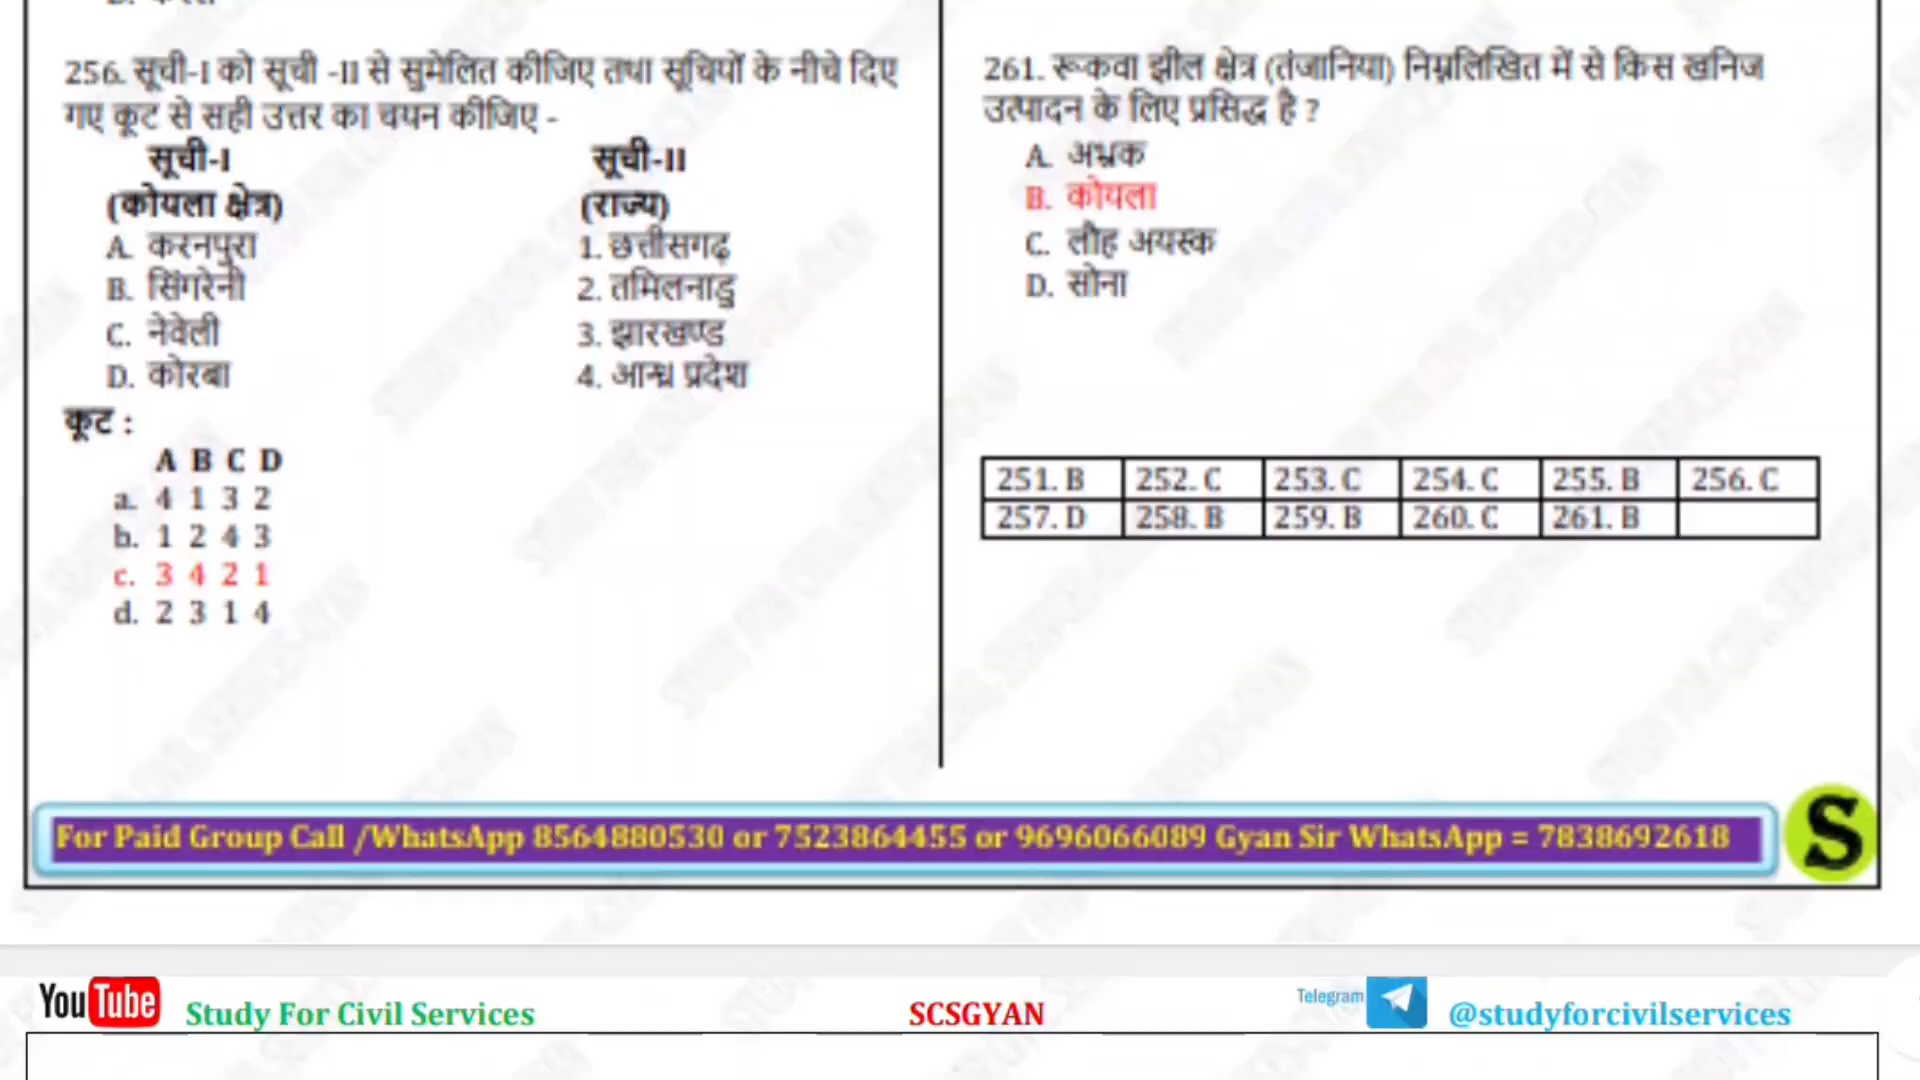 256. सूची-I को सूची -II से सुमेलित कीजिए तथा सूचियों के नीचे दिए
गए कूट से सही उत्तर का चयन कीजिए -
सूची-I सूची-II
(कोयला क्षेत्र) (राज्य)
A. करनपुरा 1. छत्तीसगढ़
B. सिंगरेनी 2. तमिलनाडु
C. नेवेली 3. झारखण्ड
D. कोरबा 4. आन्ध्र प्रदेश
कूट :
A B C D
a. 4 1 3 2
b. 1 2 4 3
c. 3 4 2 1
d. 2 3 1 4
261. रूकवा झील क्षेत्र (तंजानिया) निम्नलिखित में से किस खनिज
उत्पादन के लिए प्रसिद्ध है ?
A. अभ्रक
B. कोयला
C. लौह अयस्क
D. सोना
251. B 252. C 253. C 254. C 255. B 256. C
257. D 258. B 259. B 260. C 261. B
For Paid Group Call /WhatsApp 8564880530 or 7523864455 or 9696066089 Gyan Sir WhatsApp = 7838692618
S
YouTube Study For Civil Services SCSGYAN Telegram @studyforcivilservices